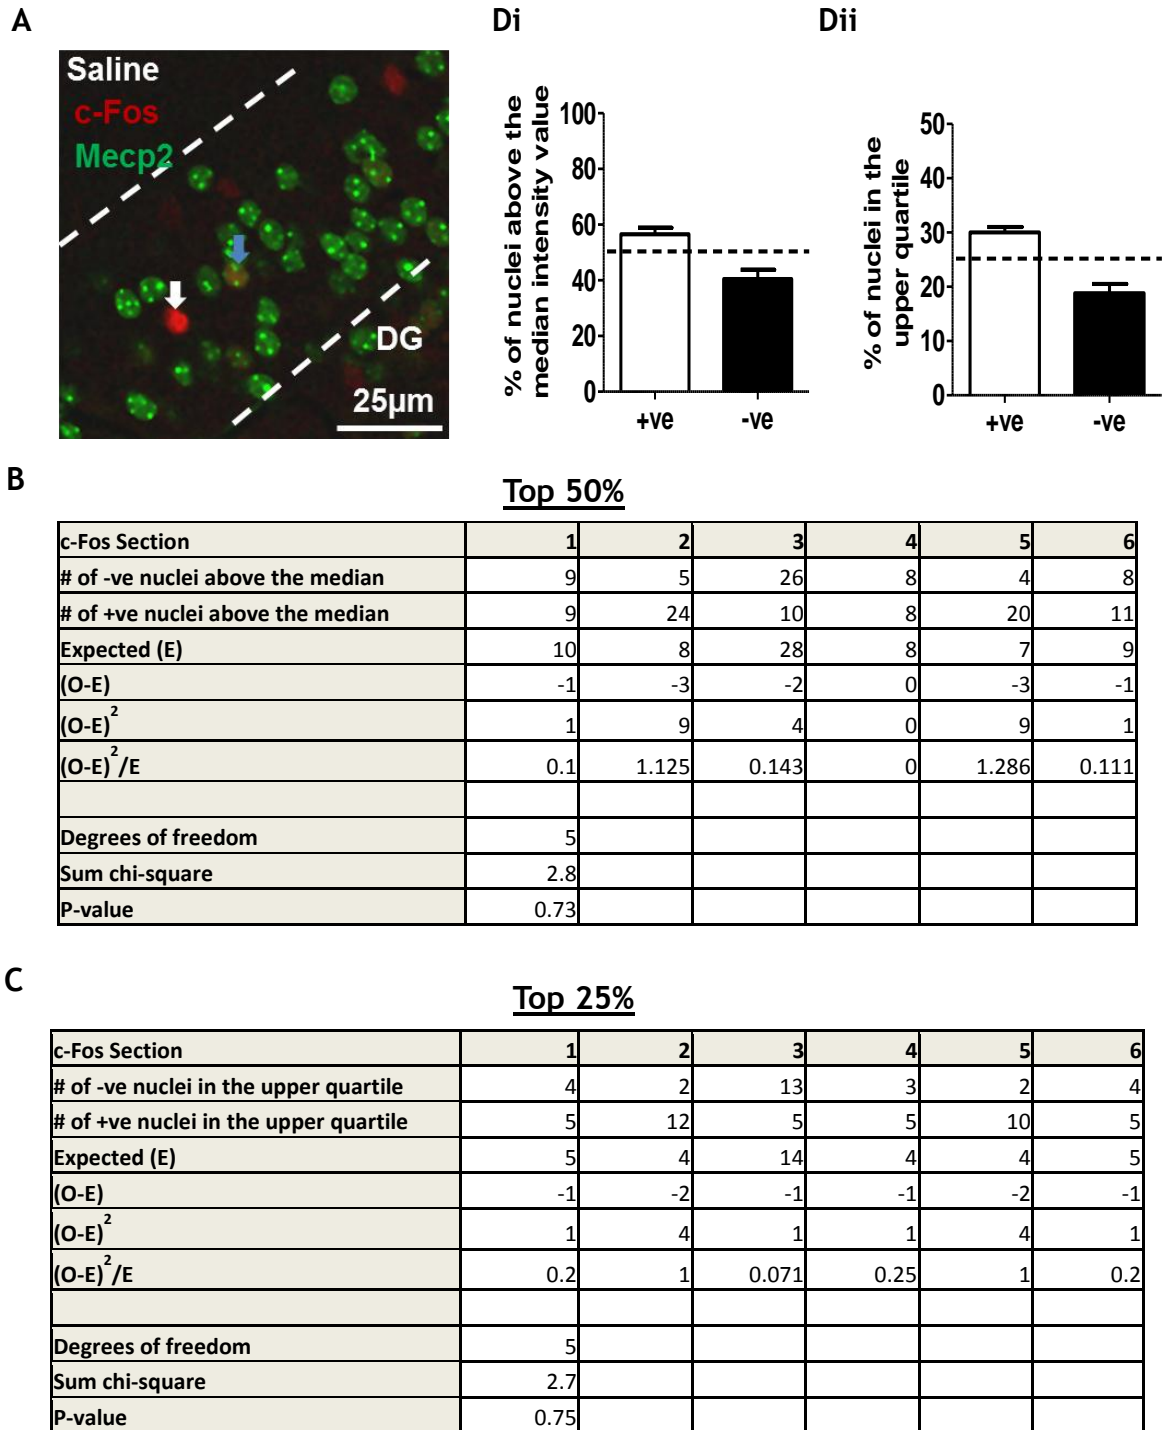 A
Di
Dii
Saline
c-Fos
Mecp2
DG
25μm
% of nuclei above the
median intensity value
100
80
60
40
20
0
+ve -ve
% of nuclei in the
upper quartile
50
40
30
20
10
0
+ve -ve
B
Top 50%
c-Fos Section 1 2 3 4 5 6
# of -ve nuclei above the median 9 5 26 8 4 8
# of +ve nuclei above the median 9 24 10 8 20 11
Expected (E) 10 8 28 8 7 9
(O-E) -1 -3 -2 0 -3 -1
(O-E)2 1 9 4 0 9 1
(O-E)2/E 0.1 1.125 0.143 0 1.286 0.111
Degrees of freedom 5
Sum chi-square 2.8
P-value 0.73
C
Top 25%
c-Fos Section 1 2 3 4 5 6
# of -ve nuclei in the upper quartile 4 2 13 3 2 4
# of +ve nuclei in the upper quartile 5 12 5 5 10 5
Expected (E) 5 4 14 4 4 5
(O-E) -1 -2 -1 -1 -2 -1
(O-E)2 1 4 1 1 4 1
(O-E)2/E 0.2 1 0.071 0.25 1 0.2
Degrees of freedom 5
Sum chi-square 2.7
P-value 0.75